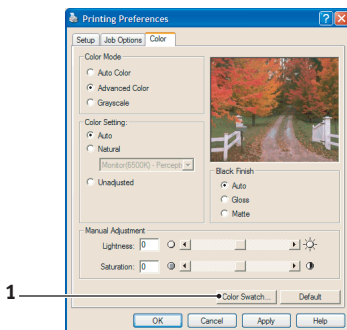 Printing Preferences
Setup Job Options Color
Color Mode
Auto Color
Advanced Color
Grayscale
Color Setting:
Auto
Natural
Monitor(6500K) - Percepti
Unadjusted
Black Finish
Auto
Gloss
Matte
Manual Adjustment
Lightness: 0
Saturation: 0
1
Color Swatch... Default
OK Cancel Apply Help